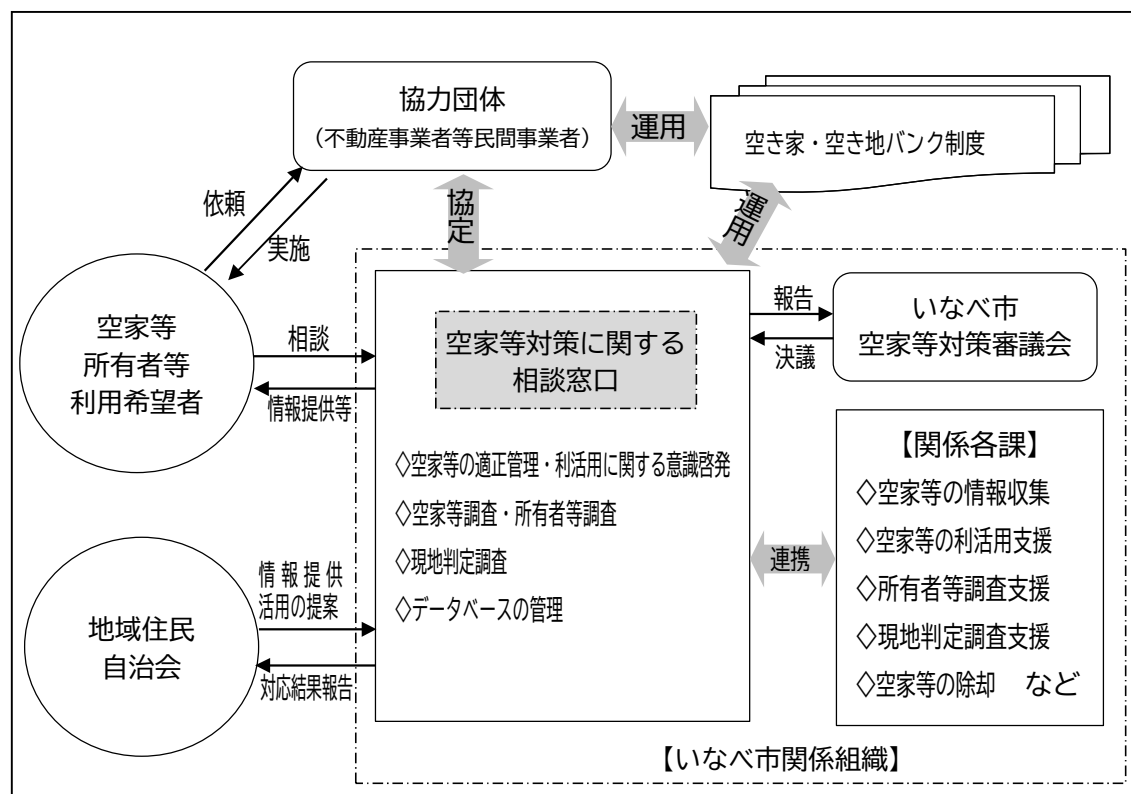 協力団体
（不動産事業者等民間事業者）
運用
空き家・空き地バンク制度
依頼
実施
協定
運用
空家等
所有者等
利用希望者
相談
情報提供等
空家等対策に関する
相談窓口
報告
決議
いなべ市
空家等対策審議会
◇空家等の適正管理・利活用に関する意識啓発
◇空家等調査・所有者等調査
◇現地判定調査
◇データベースの管理
連携
【関係各課】
◇空家等の情報収集
◇空家等の利活用支援
◇所有者等調査支援
◇現地判定調査支援
◇空家等の除却　など
地域住民
自治会
情報提供
活用の提案
対応結果報告
【いなべ市関係組織】